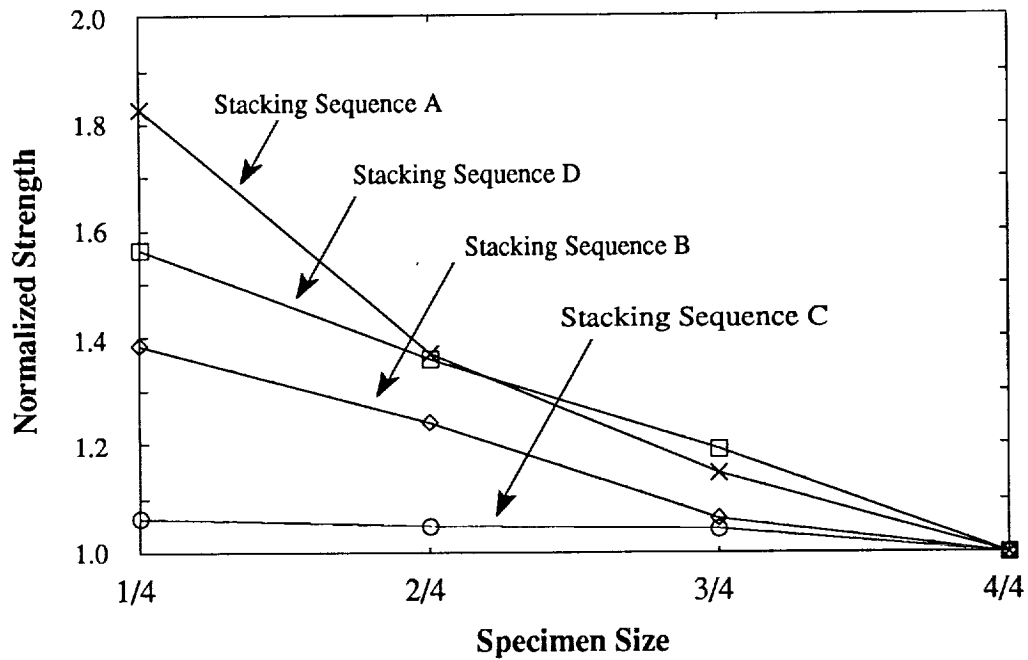 2.0
Stacking Sequence A
1.8
Stacking Sequence D
1.6
Stacking Sequence B
Stacking Sequence C
1.4
1.2
1.0
Normalized Strength
1/4
2/4
3/4
4/4
Specimen Size